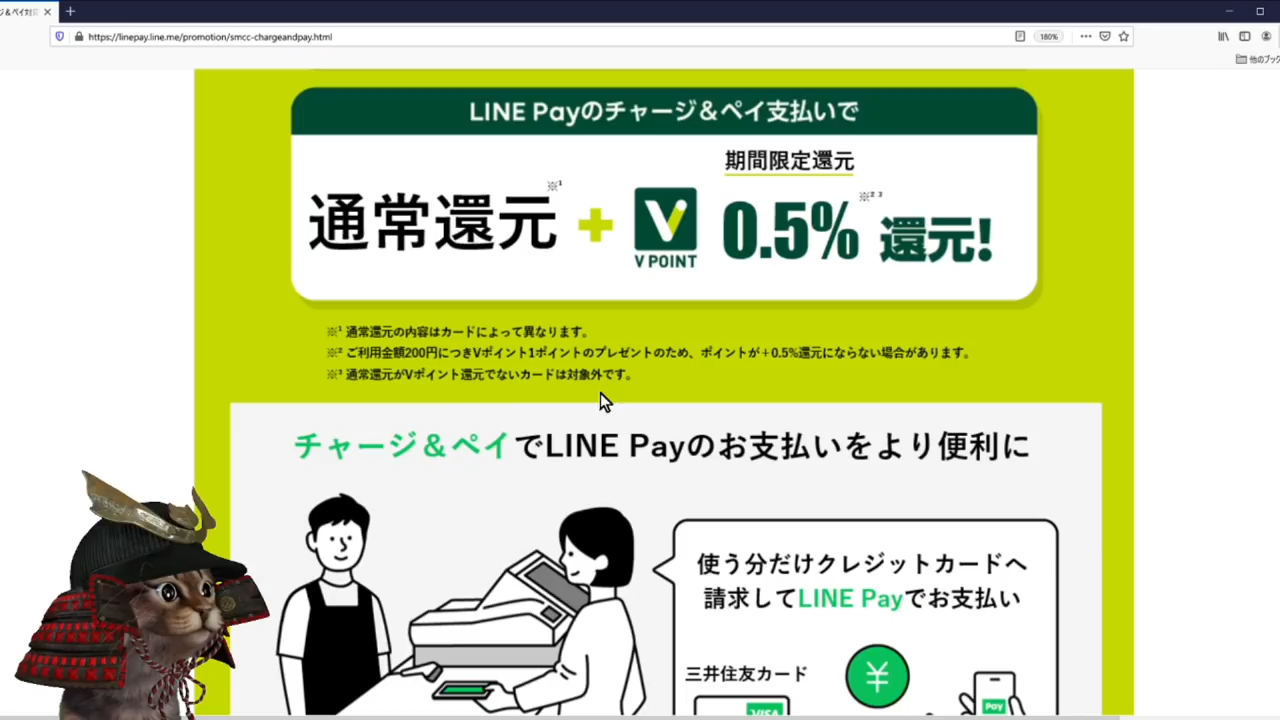 https://linepay.line.me/promotion/smcc-chargeandpay.html
180%
LINE Payのチャージ&ペイ支払いで
期間限定還元
通常還元※1 + V POINT 0.5%※2 3 還元!
※1 通常還元の内容はカードによって異なります。
※2 ご利用金額200円につきVポイント1ポイントのプレゼントのため、ポイントが+0.5%還元にならない場合があります。
※3 通常還元がVポイント還元でないカードは対象外です。
チャージ&ペイでLINE Payのお支払いをより便利に
使う分だけクレジットカードへ
請求してLINE Payでお支払い
三井住友カード
¥
VISA
Pay